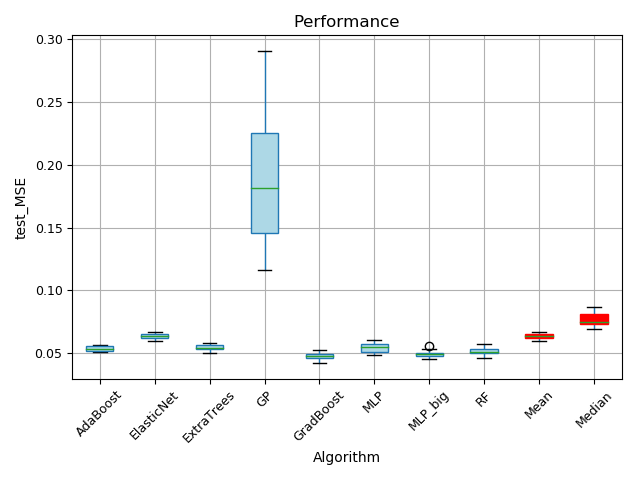 Performance
0.30
0.25
0.20
0.15
0.10
0.05
test_MSE
AdaBoost
ElasticNet
ExtraTrees
GP
GradBoost
MLP
MLP_big
RF
Mean
Median
Algorithm